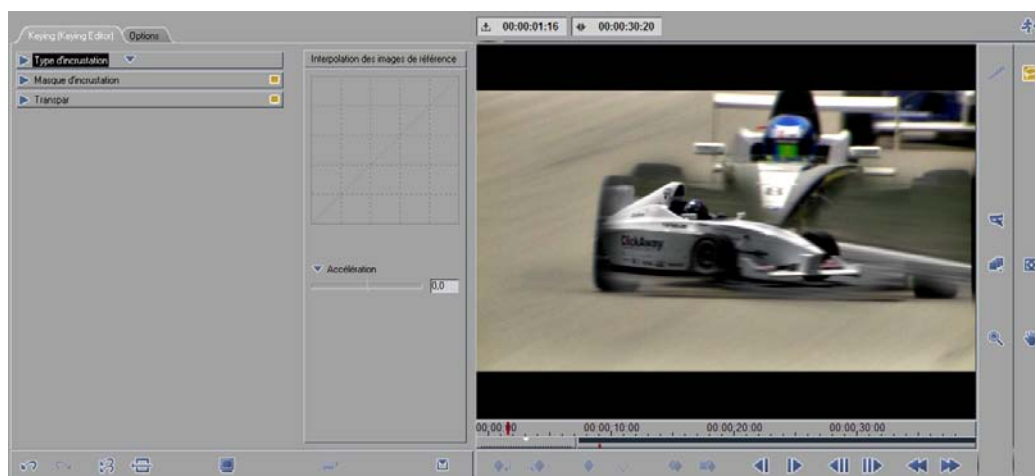 Keying (Keying Editor) Options
00:00:01:16 00:00:30:20
Type d'incrustation
Masque d'incrustation
Transpar
Interpolation des images de référence
Accélération
0,0
ClickAway
00;00;10;00 00;00;20;00 00;00;30;00